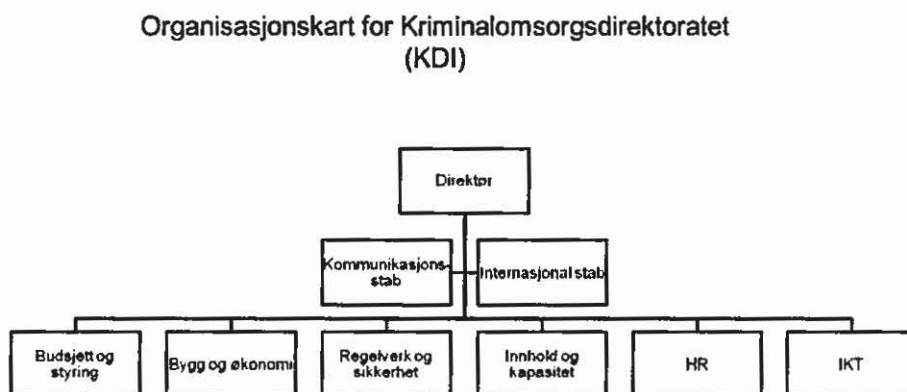 Organisasjonskart for Kriminalomsorgsdirektoratet
(KDI)
Direktør
Kommunikasjons-
stab
Internasjonal stab
Budsjett og
styring
Bygg og økonomi
Regelverk og
sikkerhet
Innhold og
kapasitet
HR
IKT